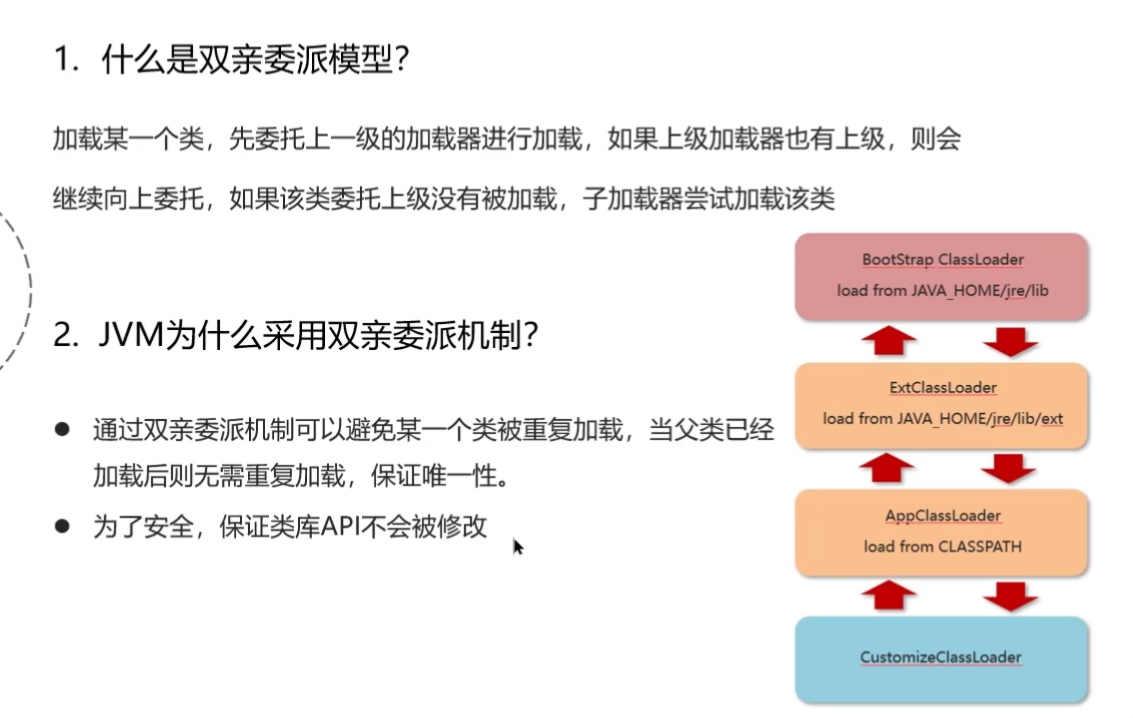 1. 什么是双亲委派模型？
加载某一个类，先委托上一级的加载器进行加载，如果上级加载器也有上级，则会
继续向上委托，如果该类委托上级没有被加载，子加载器尝试加载该类
2. JVM为什么采用双亲委派机制？
● 通过双亲委派机制可以避免某一个类被重复加载，当父类已经
加载后则无需重复加载，保证唯一性。
● 为了安全，保证类库API不会被修改
BootStrap ClassLoader
load from JAVA_HOME/jre/lib
ExtClassLoader
load from JAVA_HOME/jre/lib/ext
AppClassLoader
load from CLASSPATH
CustomizeClassLoader